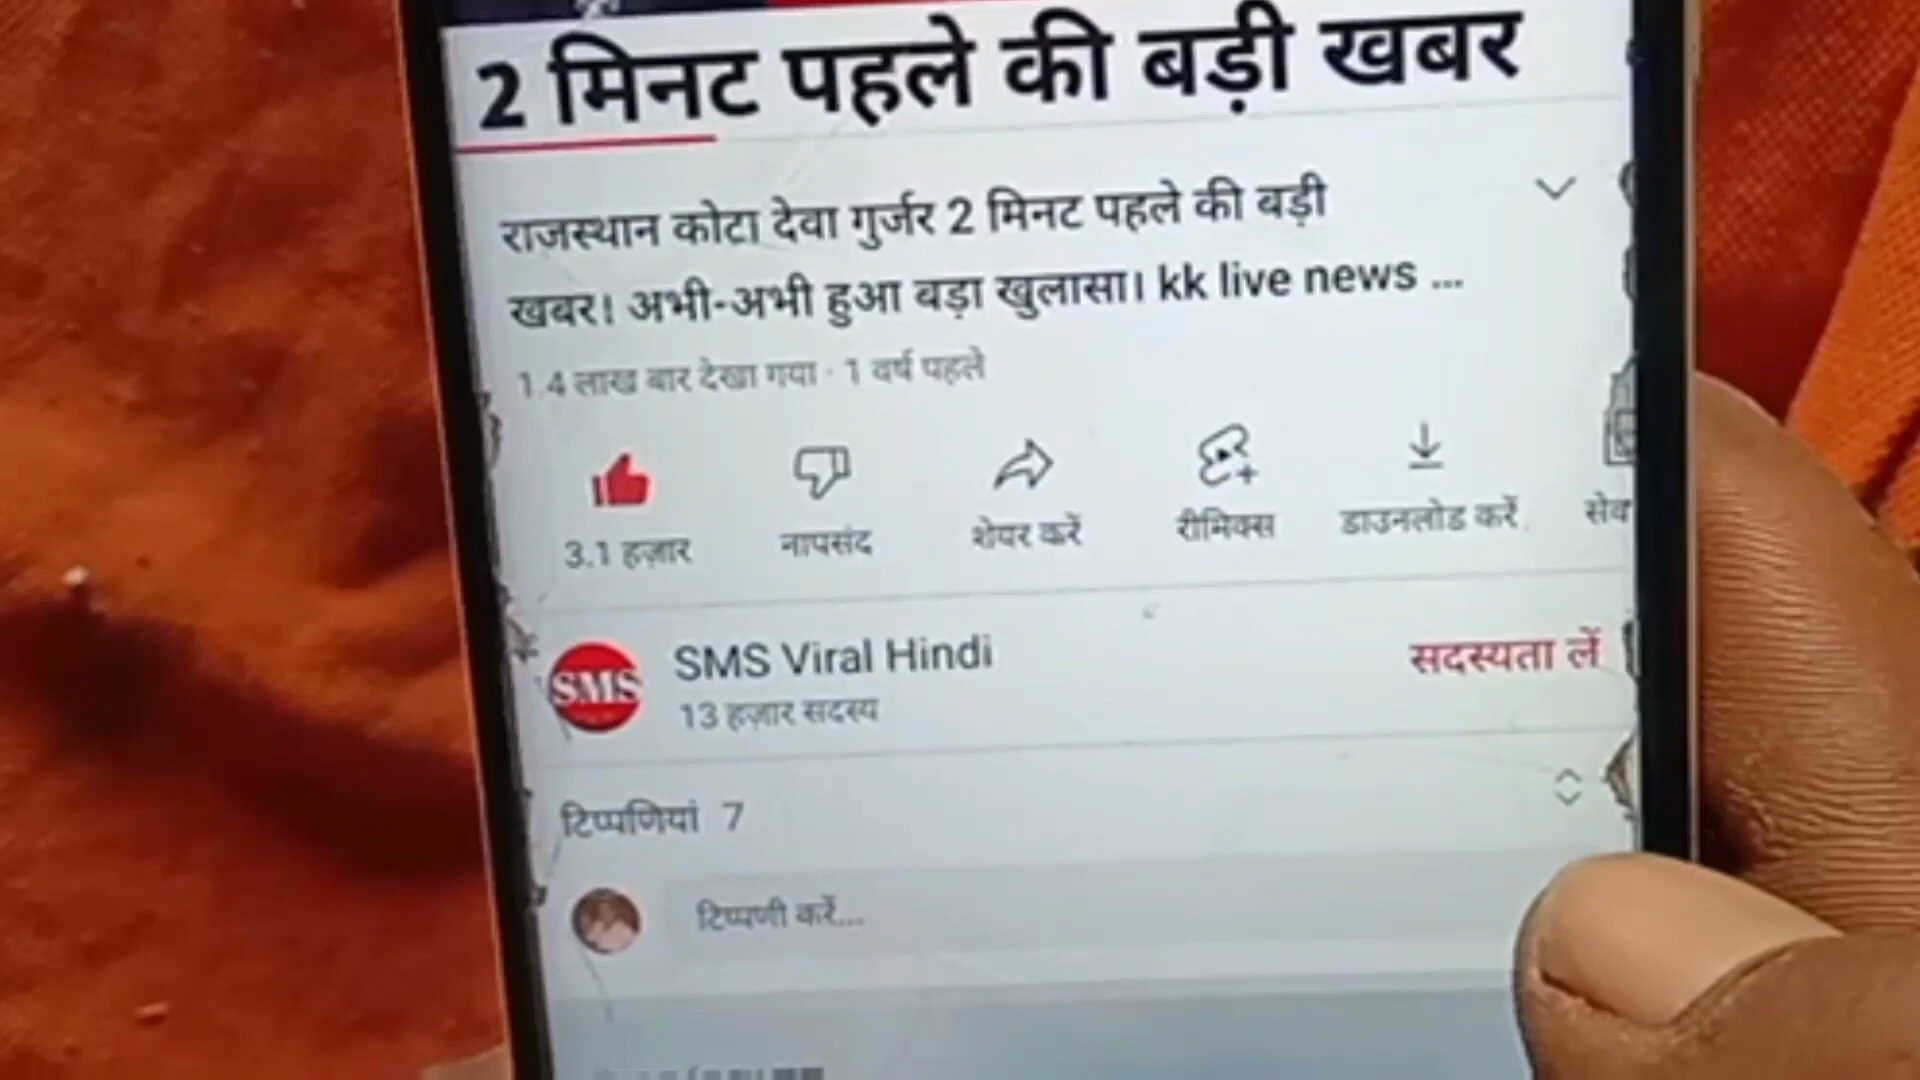 2 मिनट पहले की बड़ी खबर
राजस्थान कोटा देवा गुर्जर 2 मिनट पहले की बड़ी
खबर। अभी-अभी हुआ बड़ा खुलासा। kk live news ...
1.4 लाख बार देखा गया · 1 वर्ष पहले
3.1 हज़ार
नापसंद
शेयर करें
रीमिक्स
डाउनलोड करें
सेव
SMS
SMS Viral Hindi
सदस्यता लें
13 हज़ार सदस्य
टिप्पणियां 7
टिप्पणी करें...